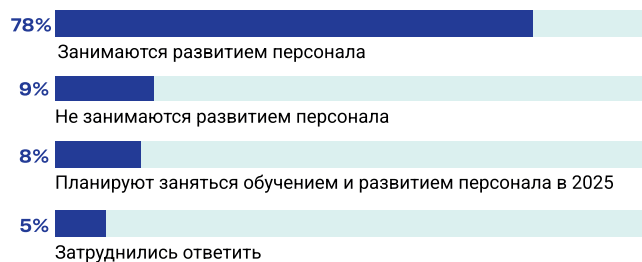 78%
Занимаются развитием персонала
9%
Не занимаются развитием персонала
8%
Планируют заняться обучением и развитием персонала в 2025
5%
Затруднились ответить